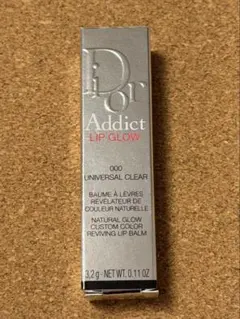 Dior
Addict
LIP GLOW
000
UNIVERSAL CLEAR
BAUME À LÈVRES
RÉVÉLATEUR DE
COULEUR NATURELLE
NATURAL GLOW
CUSTOM COLOR
REVIVING LIP BALM
3.2 g · NET WT. 0.11 OZ